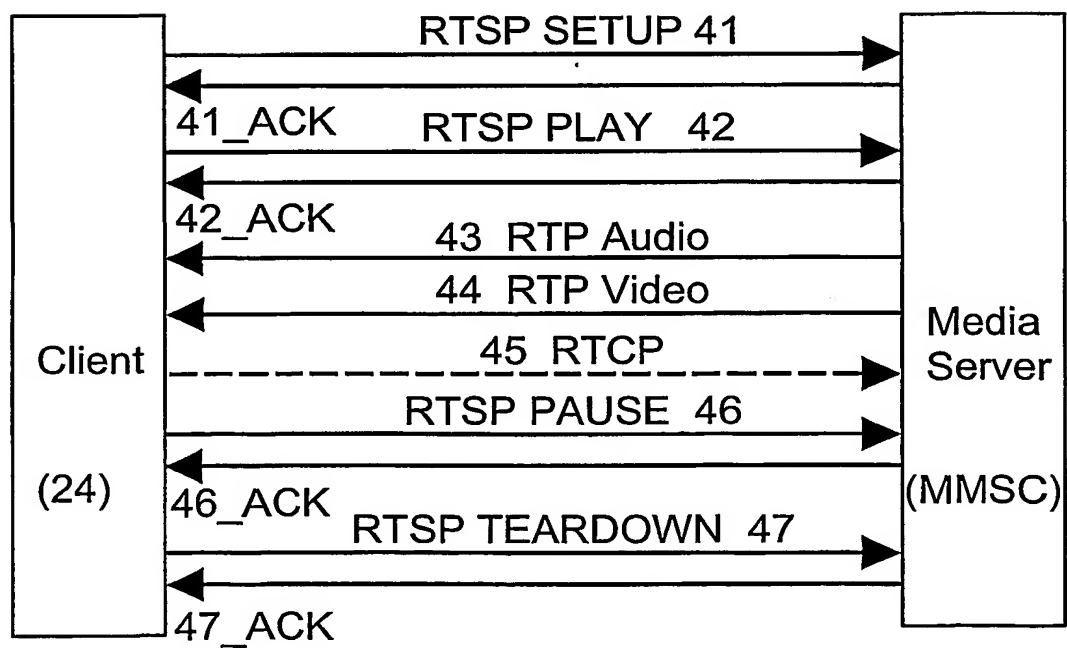 RTSP SETUP 41
41_ACK
RTSP PLAY 42
42_ACK
43 RTP Audio
44 RTP Video
45 RTCP
Client
(24)
Media
Server
(MMSC)
RTSP PAUSE 46
46_ACK
RTSP TEARDOWN 47
47_ACK